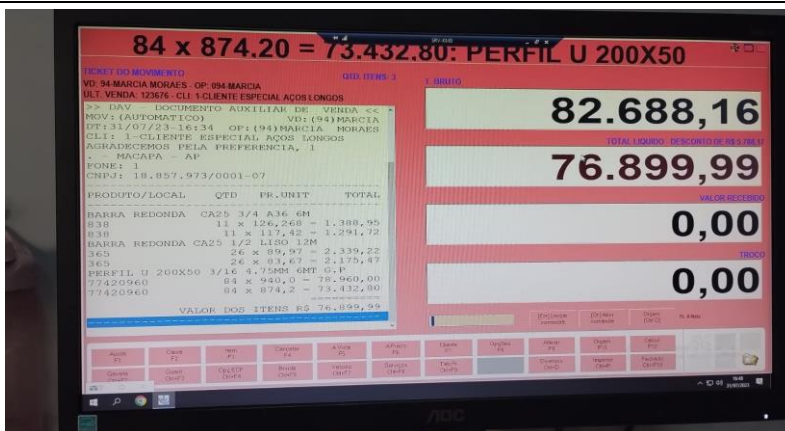 84 x 874,20 = 73.432,80: PERFIL U 200X50
TICKET DO MOVIMENTO
QTD. ITENS: 3
VD: 94-MARCIA MORAES - OP: 094-MARCIA
ULT. VENDA: 123676 - CLI: 1-CLIENTE ESPECIAL AÇOS LONGOS
>> DAV - DOCUMENTO AUXILIAR DE VENDA <<
MOV:(AUTOMATICO) VD:(94)MARCIA
DT:31/07/23-16:34 OP:(94)MARCIA MORAES
CLI: 1-CLIENTE ESPECIAL AÇOS LONGOS
AGRADECEMOS PELA PREFERENCIA, 1
. - MACAPA - AP
FONE: 1
CNPJ: 18.857.973/0001-07
PRODUTO/LOCAL QTD PR.UNIT TOTAL
BARRA REDONDA CA25 3/4 A36 6M
838 11 x 126,268 = 1.388,95
838 11 x 117,42 = 1.291,72
BARRA REDONDA CA25 1/2 LISO 12M
365 26 x 89,97 = 2.339,22
365 26 x 83,67 = 2.175,47
PERFIL U 200X50 3/16 4.75MM 6MT G.P
77420960 84 x 940,0 = 78.960,00
77420960 84 x 874,2 = 73.432,80
VALOR DOS ITENS R$ 76.899,99
BRUTO
82.688,16
TOTAL LIQUIDO - DESCONTO DE R$ 5.788,17
76.899,99
VALOR RECEBIDO
0,00
TROCO
0,00
AOC